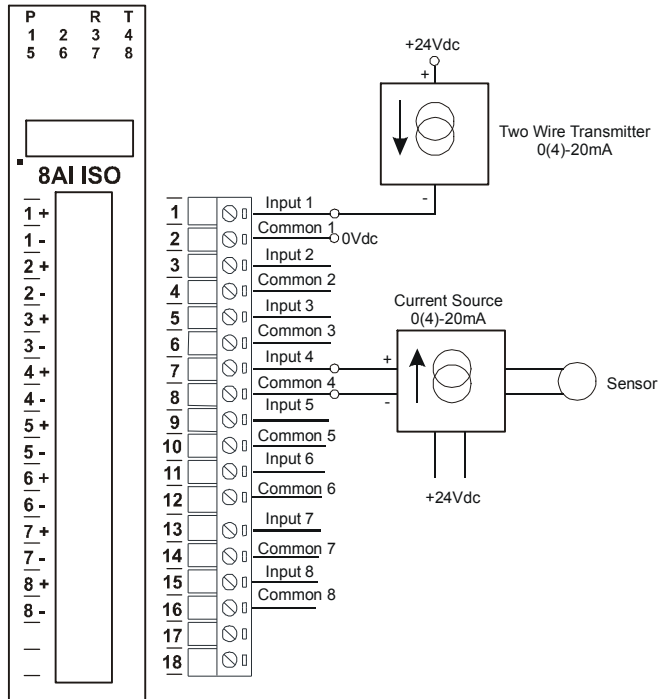 P R T
1 2 3 4
5 6 7 8
8AI ISO
1 +
1 -
2 +
2 -
3 +
3 -
4 +
4 -
5 +
5 -
6 +
6 -
7 +
7 -
8 +
8 -
1
2
3
4
5
6
7
8
9
10
11
12
13
14
15
16
17
18
Input 1
Common 1
0Vdc
Input 2
Common 2
Input 3
Common 3
Input 4
Common 4
Input 5
Common 5
Input 6
Common 6
Input 7
Common 7
Input 8
Common 8
+24Vdc
+
-
Two Wire Transmitter
0(4)-20mA
Current Source
0(4)-20mA
+
-
Sensor
+24Vdc